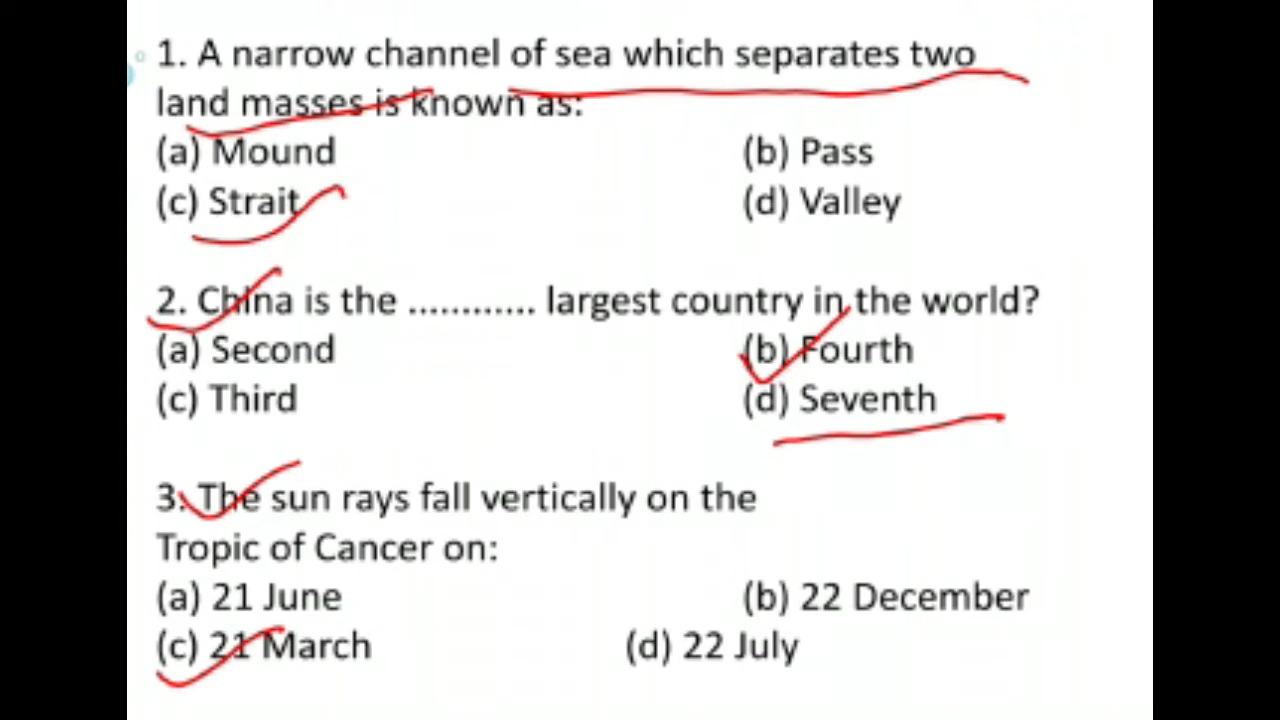 1. A narrow channel of sea which separates two
land masses is known as:
(a) Mound (b) Pass
(c) Strait (d) Valley
2. China is the ............ largest country in the world?
(a) Second (b) Fourth
(c) Third (d) Seventh
3. The sun rays fall vertically on the
Tropic of Cancer on:
(a) 21 June (b) 22 December
(c) 21 March (d) 22 July